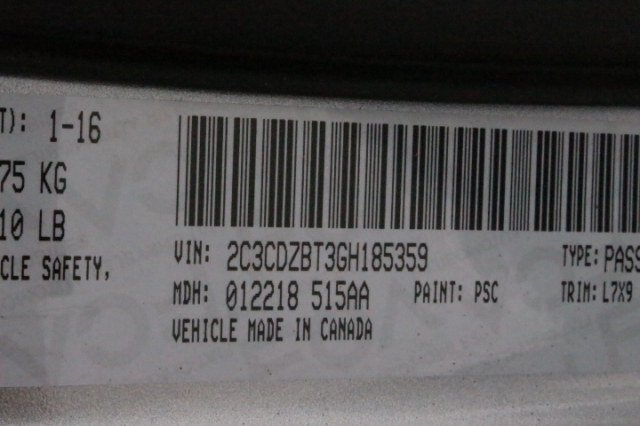 T): 1-16
75 KG
10 LB
CLE SAFETY,
VIN: 2C3CDZBT3GH185359 TYPE: PASS
MDH: 012218 515AA PAINT: PSC TRIM: L7X9
VEHICLE MADE IN CANADA